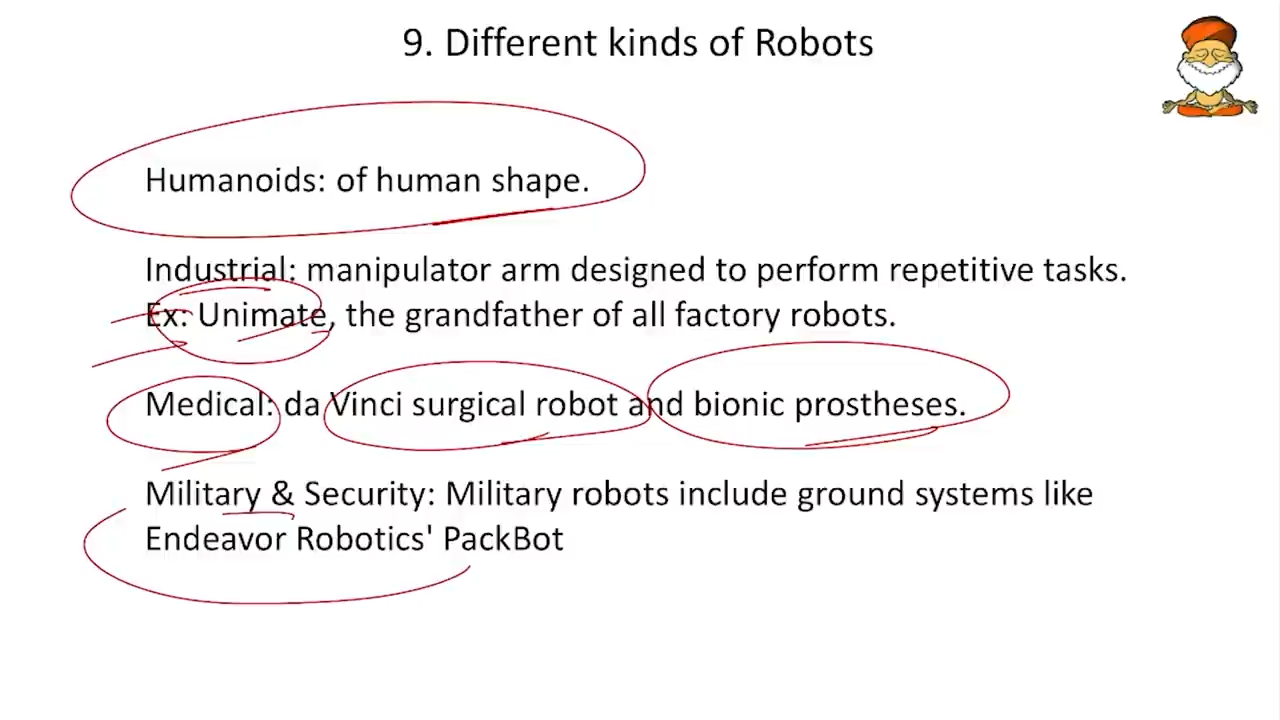 9. Different kinds of Robots
Humanoids: of human shape.
Industrial: manipulator arm designed to perform repetitive tasks.
Ex: Unimate, the grandfather of all factory robots.
Medical: da Vinci surgical robot and bionic prostheses.
Military & Security: Military robots include ground systems like
Endeavor Robotics' PackBot